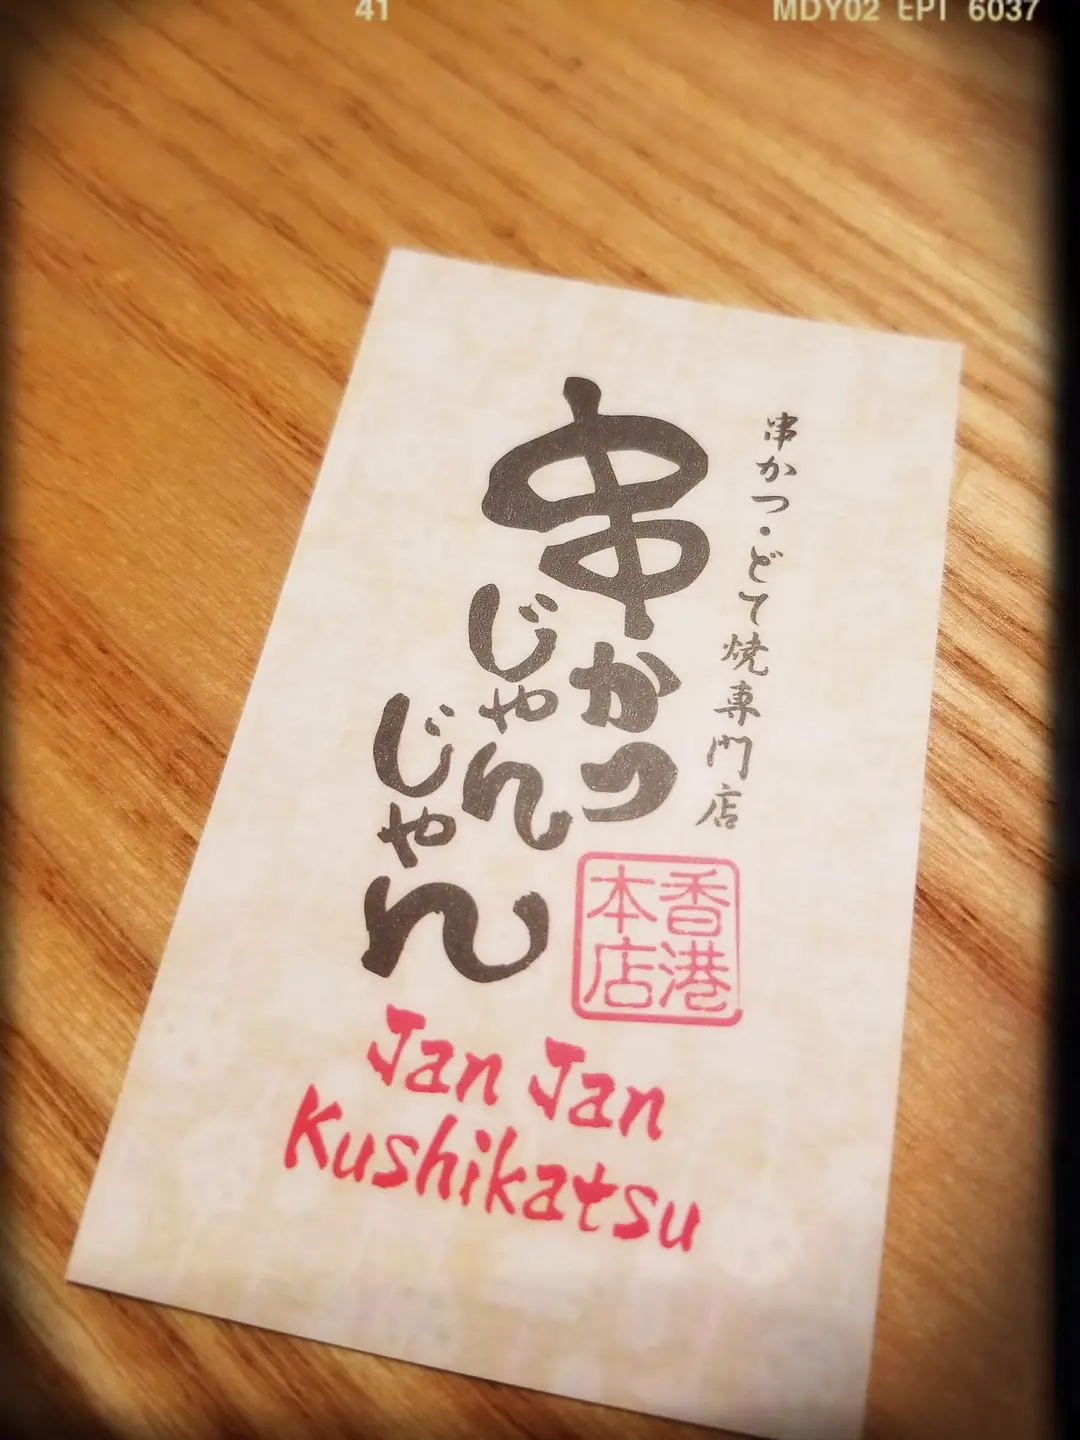 41
MDY02 EPI 6037
串かつ・どて焼専門店
串かつ
じゃん
じゃん
香港
本店
Jan Jan
Kushikatsu